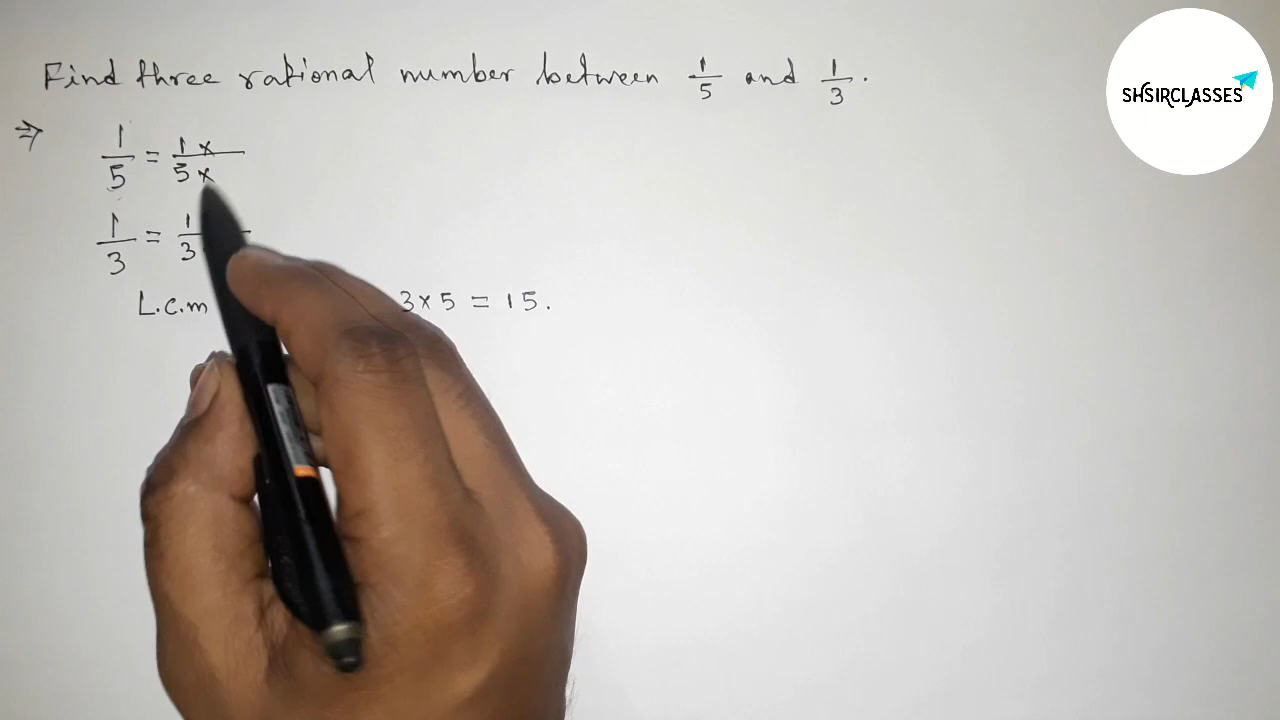 Find three rational number between 1/5 and 1/3.
SHSIRCLASSES
⇒ 1/5 = 1×/5×
1/3 = 1/3
L.c.m 3×5 = 15.